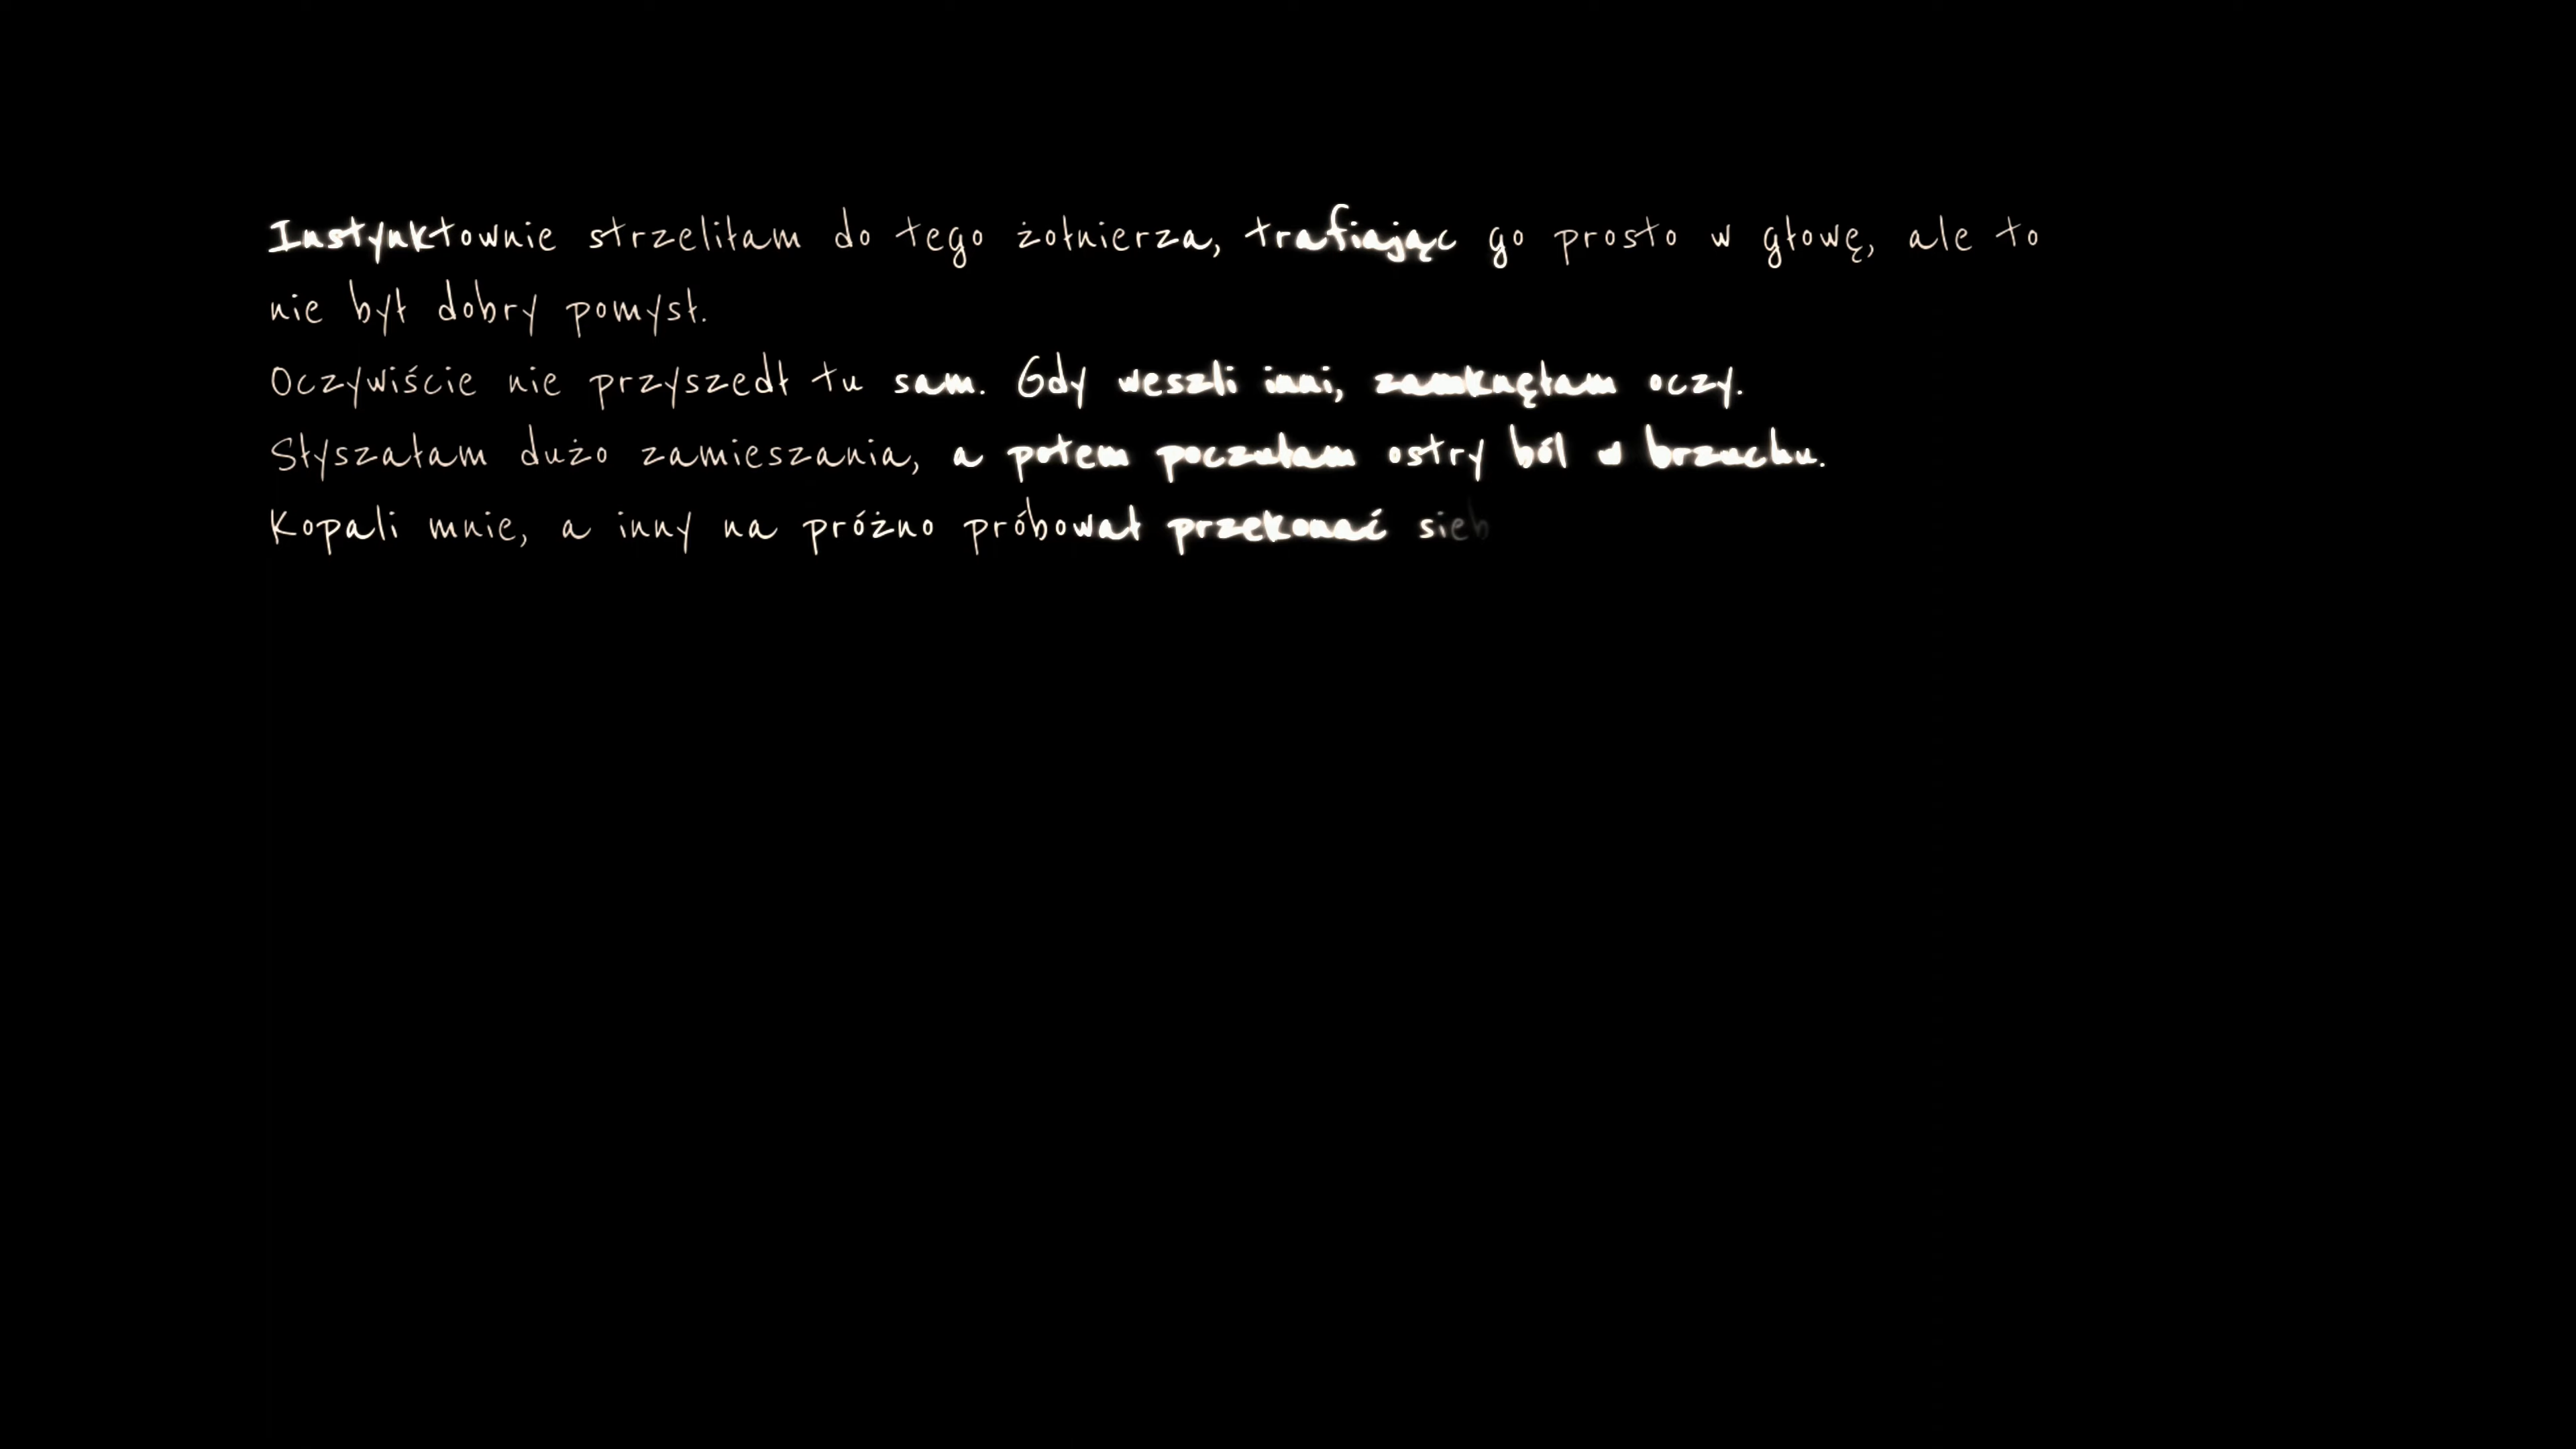 Instynktownie strzeliłam do tego żołnierza, trafiając go prosto w głowę, ale to
nie był dobry pomysł.
Oczywiście nie przyszedł tu sam. Gdy weszli inni, zamknęłam oczy.
Słyszałam dużo zamieszania, a potem poczułam ostry ból w brzuchu.
Kopali mnie, a inny na próżno próbował przekonać sieb